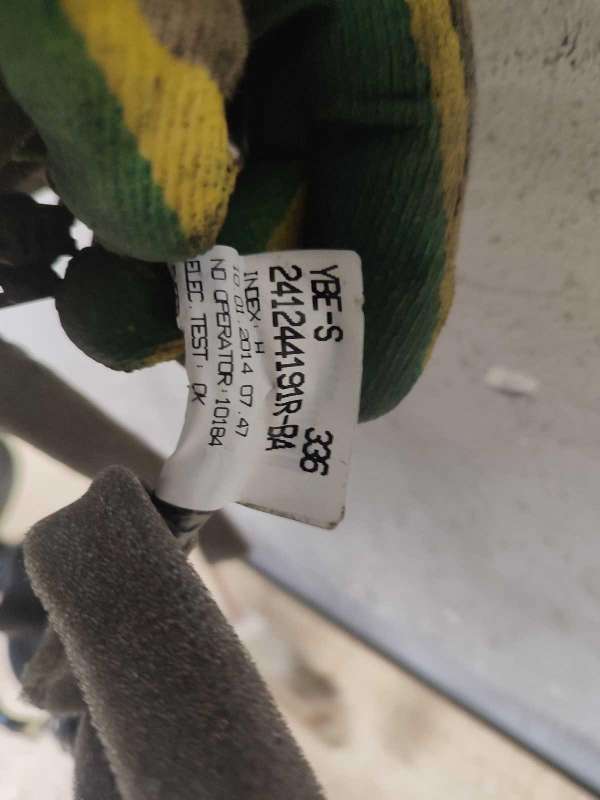 YBE-S 336
241244191R-BA
INDEX: H
10.01.2014 07.47
NO OPERATOR: 10184
ELEC. TEST: OK